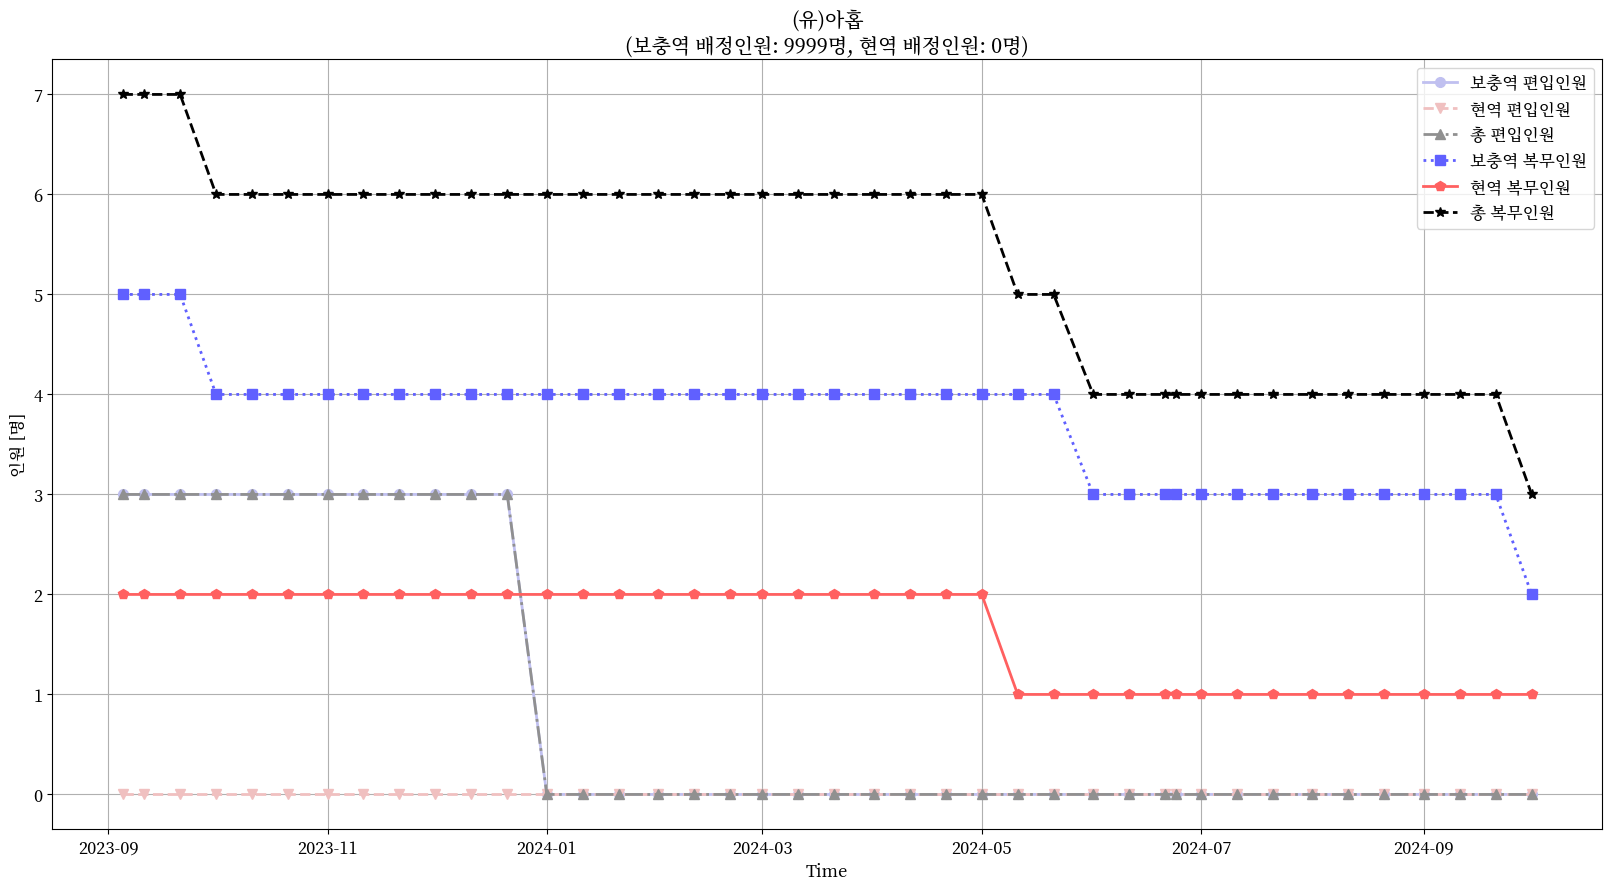 (유)아홉
(보충역 배정인원: 9999명, 현역 배정인원: 0명)
보충역 편입인원
현역 편입인원
총 편입인원
보충역 복무인원
현역 복무인원
총 복무인원
인원 [명]
7
6
5
4
3
2
1
0
2023-09
2023-11
2024-01
2024-03
2024-05
2024-07
2024-09
Time